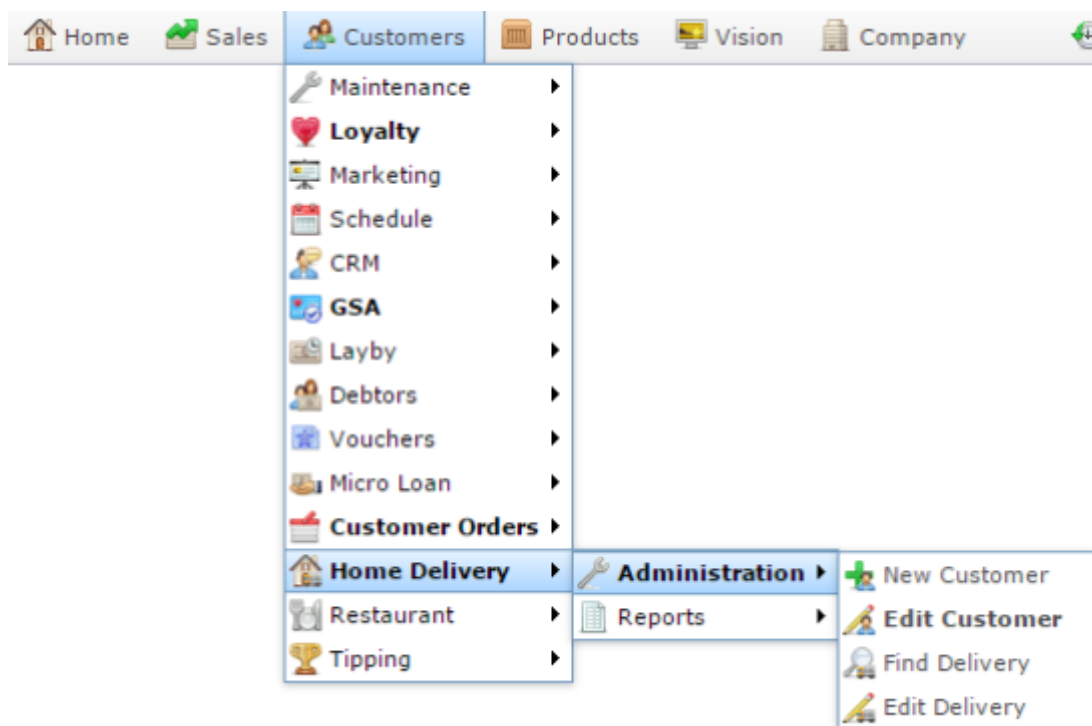 Home Sales Customers Products Vision Company
Maintenance
Loyalty
Marketing
Schedule
CRM
GSA
Layby
Debtors
Vouchers
Micro Loan
Customer Orders
Home Delivery
Restaurant
Tipping
Administration
Reports
New Customer
Edit Customer
Find Delivery
Edit Delivery